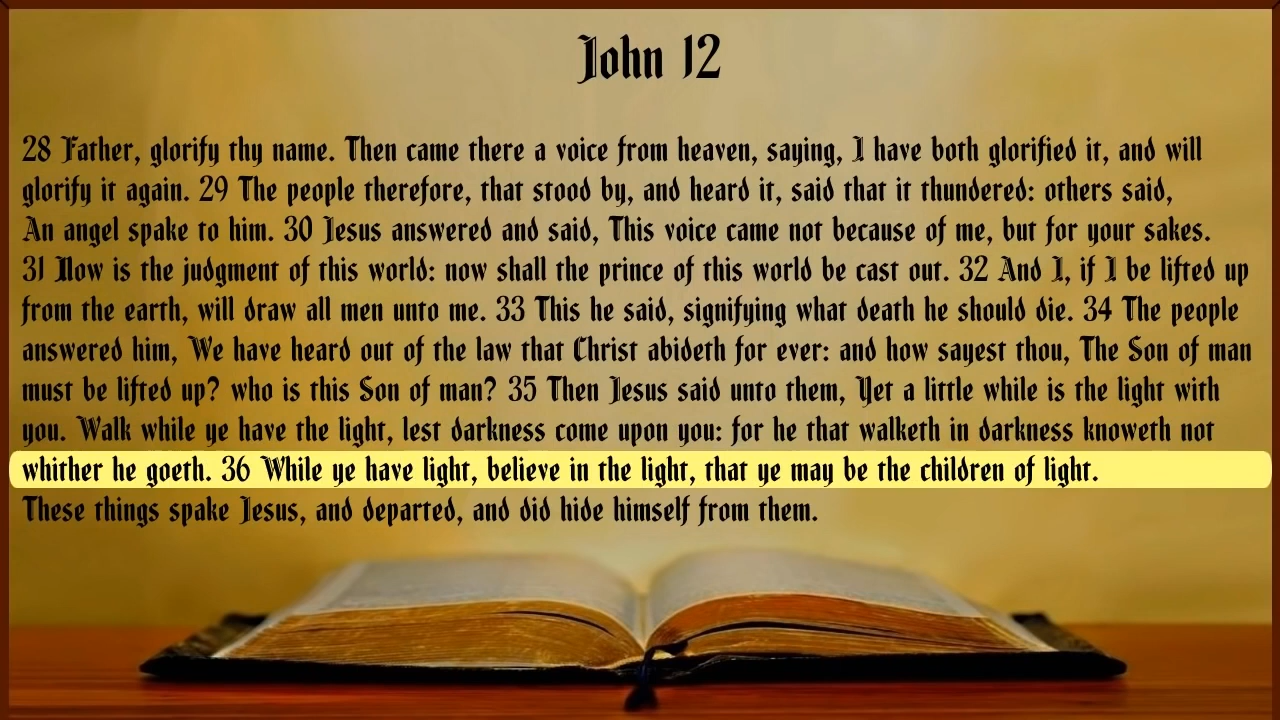 John 12
28 Father, glorify thy name. Then came there a voice from heaven, saying, I have both glorified it, and will
glorify it again. 29 The people therefore, that stood by, and heard it, said that it thundered: others said,
An angel spake to him. 30 Jesus answered and said, This voice came not because of me, but for your sakes.
31 Now is the judgment of this world: now shall the prince of this world be cast out. 32 And I, if I be lifted up
from the earth, will draw all men unto me. 33 This he said, signifying what death he should die. 34 The people
answered him, We have heard out of the law that Christ abideth for ever: and how sayest thou, The Son of man
must be lifted up? who is this Son of man? 35 Then Jesus said unto them, Yet a little while is the light with
you. Walk while ye have the light, lest darkness come upon you: for he that walketh in darkness knoweth not
whither he goeth. 36 While ye have light, believe in the light, that ye may be the children of light.
These things spake Jesus, and departed, and did hide himself from them.